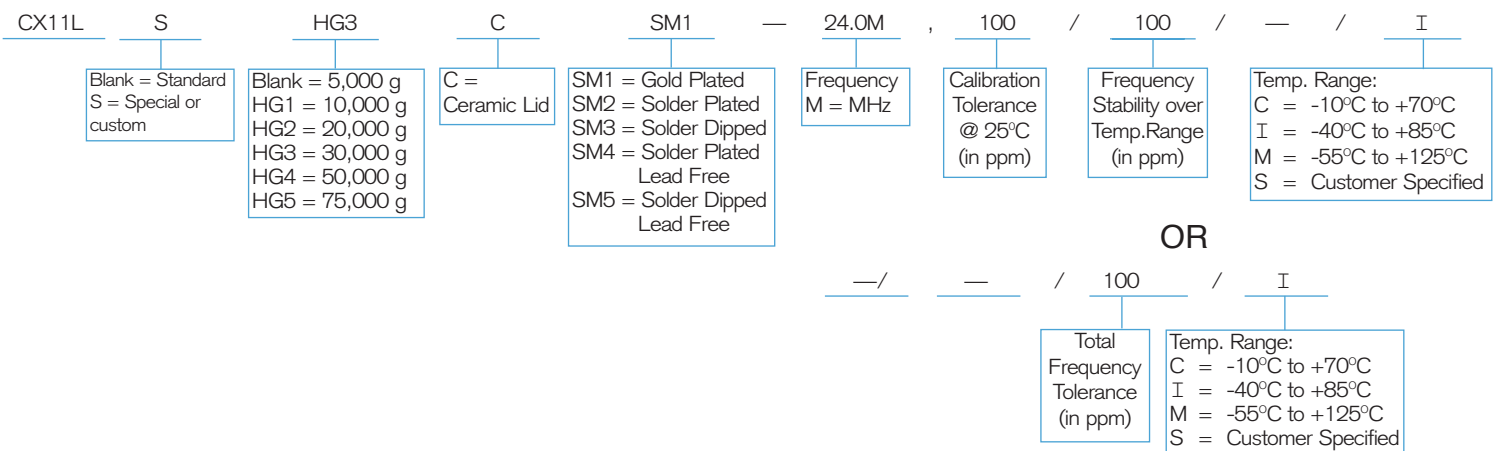 CX11L S HG3 C SM1 — 24.0M , 100 / 100 / — / I
Blank = Standard
S = Special or
custom
Blank = 5,000 g
HG1 = 10,000 g
HG2 = 20,000 g
HG3 = 30,000 g
HG4 = 50,000 g
HG5 = 75,000 g
C =
Ceramic Lid
SM1 = Gold Plated
SM2 = Solder Plated
SM3 = Solder Dipped
SM4 = Solder Plated
Lead Free
SM5 = Solder Dipped
Lead Free
Frequency
M = MHz
Calibration
Tolerance
@ 25°C
(in ppm)
Frequency
Stability over
Temp.Range
(in ppm)
Temp. Range:
C = -10°C to +70°C
I = -40°C to +85°C
M = -55°C to +125°C
S = Customer Specified
OR
—/ — / 100 / I
Total
Frequency
Tolerance
(in ppm)
Temp. Range:
C = -10°C to +70°C
I = -40°C to +85°C
M = -55°C to +125°C
S = Customer Specified